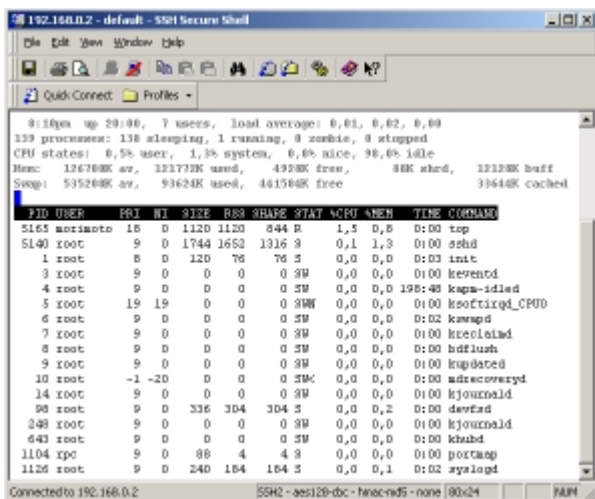 192.168.0.2 - default - SSH Secure Shell
File Edit View Window Help
Quick Connect Profiles
8:10pm up 20:00, 7 users, load average: 0,01, 0,02, 0,00
139 processes: 138 sleeping, 1 running, 0 zombie, 0 stopped
CPU states: 0,5% user, 1,3% system, 0,0% nice, 98,0% idle
Mem: 126708K av, 121772K used, 4928K free, 88K shrd, 12128K buff
Swap: 535208K av, 93624K used, 441584K free 33644K cached
PID USER PRI NI SIZE RSS SHARE STAT %CPU %MEM TIME COMMAND
5165 morimoto 18 0 1120 1120 844 R 1,5 0,8 0:00 top
5140 root 9 0 1744 1652 1316 S 0,1 1,3 0:00 sshd
1 root 8 0 120 76 76 S 0,0 0,0 0:03 init
3 root 9 0 0 0 0 SW 0,0 0,0 0:00 keventd
4 root 9 0 0 0 0 SW 0,0 0,0 198:48 kapm-idled
5 root 19 19 0 0 0 SWN 0,0 0,0 0:00 ksoftirqd_CPU0
6 root 9 0 0 0 0 SW 0,0 0,0 0:02 kswapd
7 root 9 0 0 0 0 SW 0,0 0,0 0:00 kreclaimd
8 root 9 0 0 0 0 SW 0,0 0,0 0:00 bdflush
9 root 9 0 0 0 0 SW 0,0 0,0 0:00 kupdated
10 root -1 -20 0 0 0 SW< 0,0 0,0 0:00 mdrecoveryd
14 root 9 0 0 0 0 SW 0,0 0,0 0:00 kjournald
98 root 9 0 336 304 304 S 0,0 0,2 0:00 devfsd
248 root 9 0 0 0 0 SW 0,0 0,0 0:00 kjournald
643 root 9 0 0 0 0 SW 0,0 0,0 0:00 khubd
1104 rpc 9 0 88 4 4 S 0,0 0,0 0:00 portmap
1126 root 9 0 240 184 184 S 0,0 0,1 0:02 syslogd
Connected to 192.168.0.2 SSH2 - aes128-cbc - hmac-md5 - none 80x24 NUM